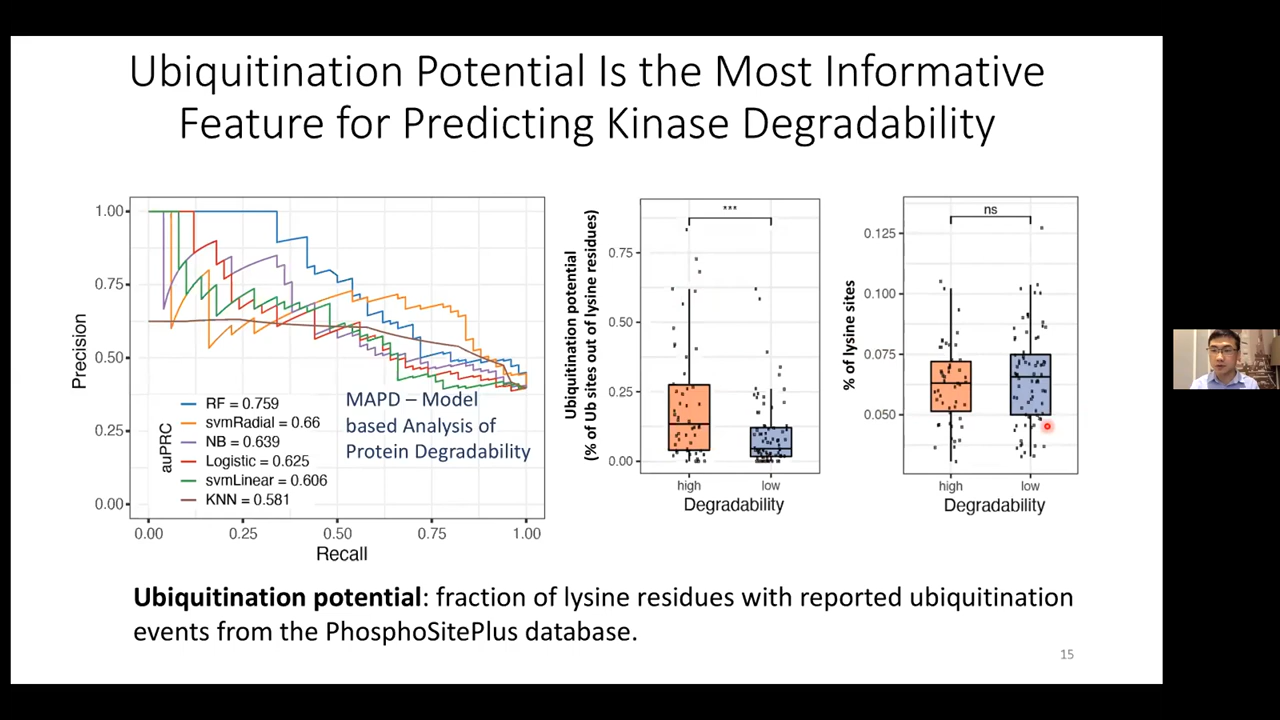 Ubiquitination Potential Is the Most Informative
Feature for Predicting Kinase Degradability
1.00
0.75
0.50
0.25
0.00
Precision
0.00
0.25
0.50
0.75
1.00
Recall
auPRC
RF = 0.759
svmRadial = 0.66
NB = 0.639
Logistic = 0.625
svmLinear = 0.606
KNN = 0.581
MAPD – Model
based Analysis of
Protein Degradability
Ubiquitination potential
(% of Ub sites out of lysine residues)
0.75
0.50
0.25
0.00
***
high
low
Degradability
% of lysine sites
0.125
0.100
0.075
0.050
ns
high
low
Degradability
Ubiquitination potential: fraction of lysine residues with reported ubiquitination
events from the PhosphoSitePlus database.
15